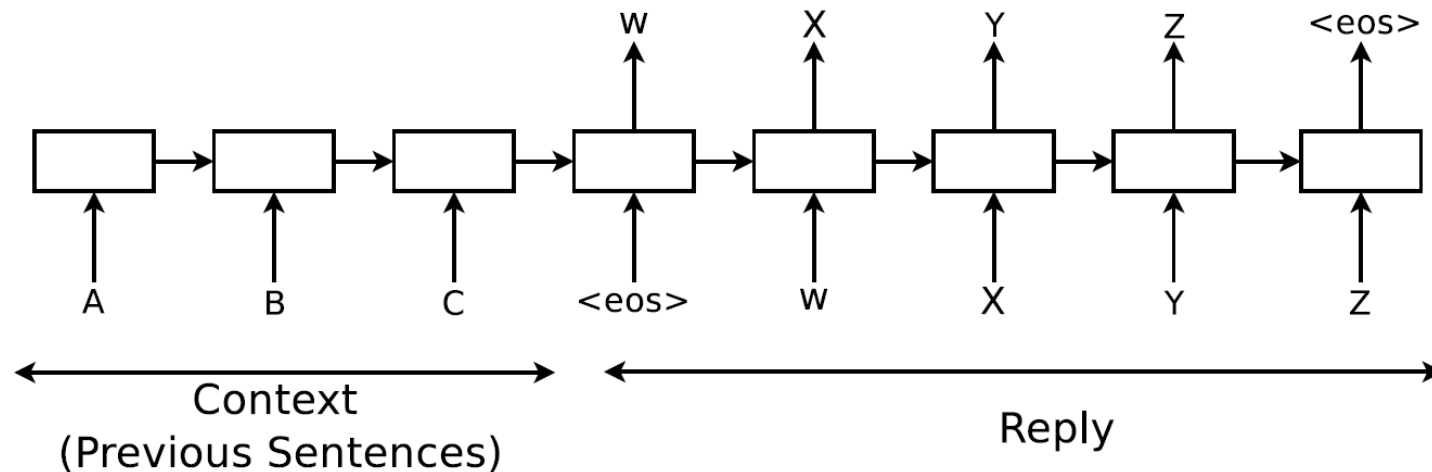 W X Y Z <eos>
A B C <eos> W X Y Z
Context
(Previous Sentences)
Reply